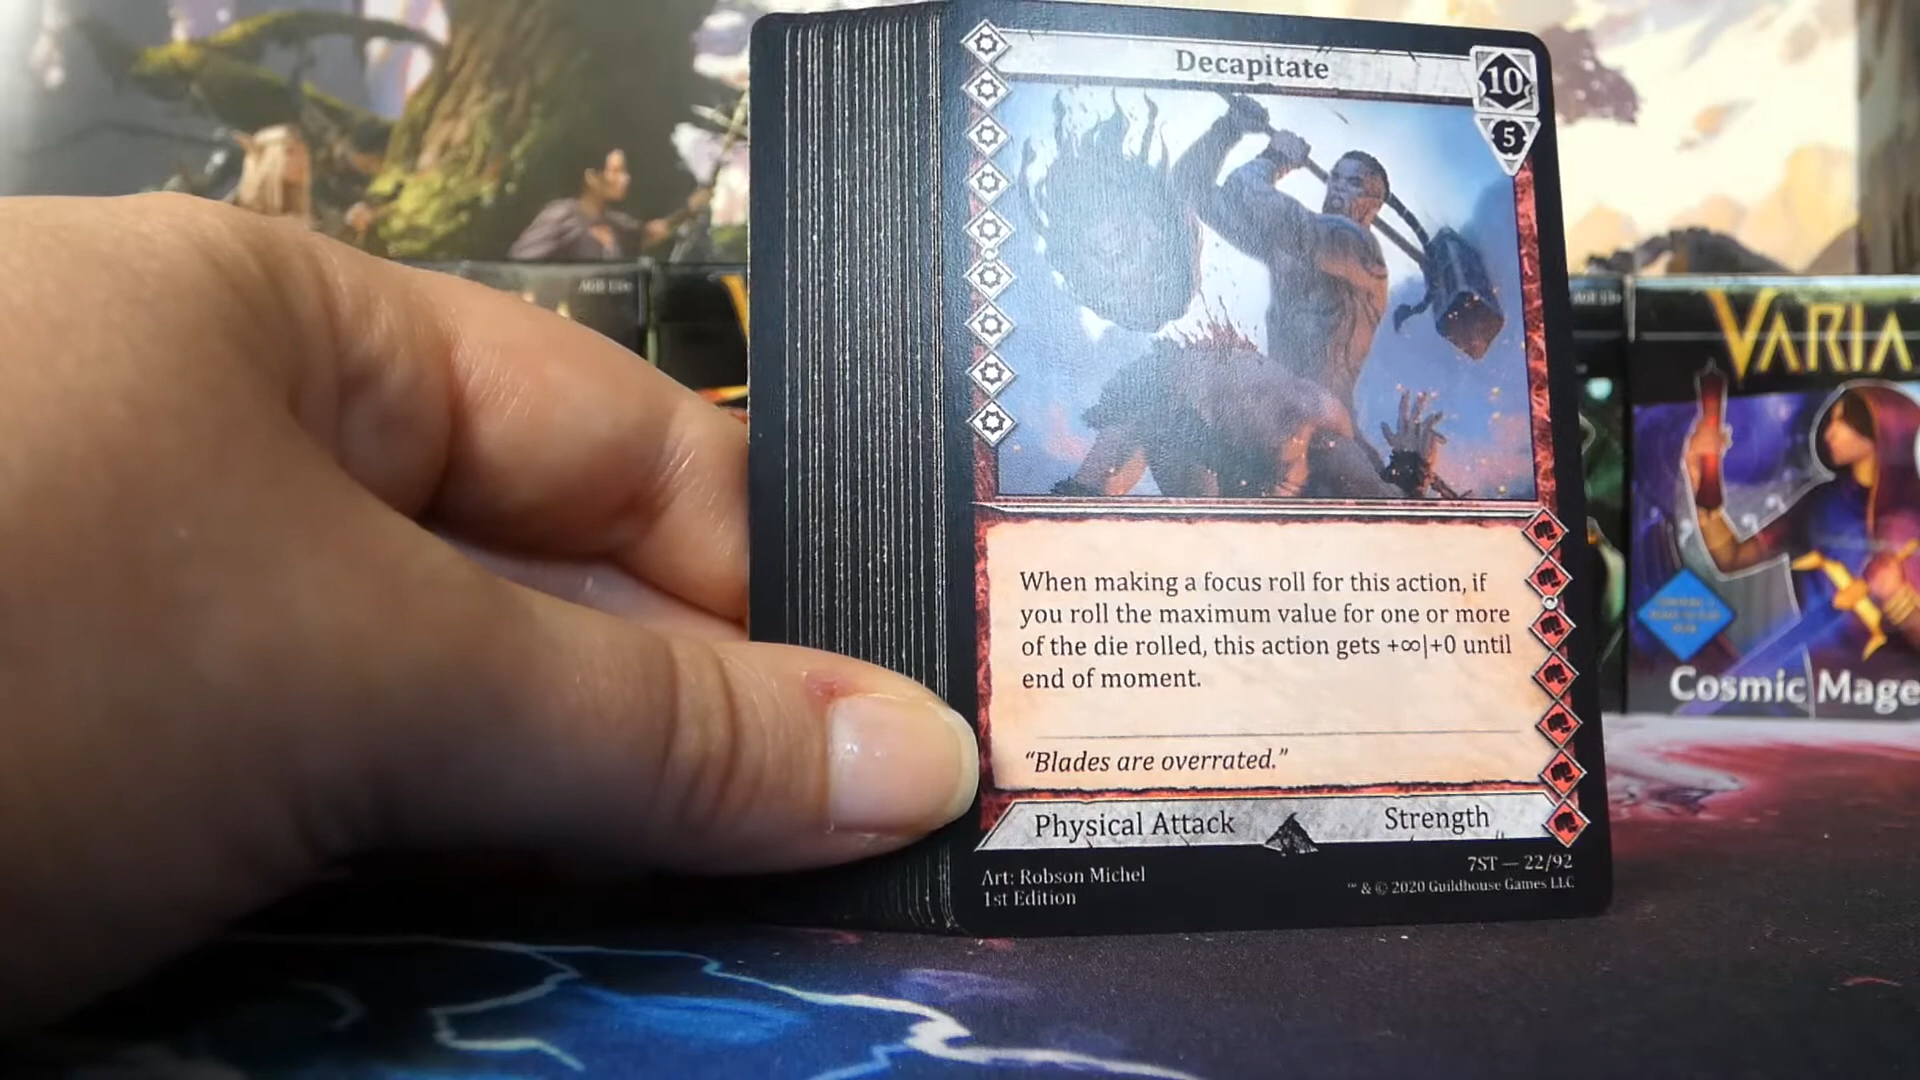 Decapitate
10
5
When making a focus roll for this action, if
you roll the maximum value for one or more
of the die rolled, this action gets +∞|+0 until
end of moment.
“Blades are overrated.”
Physical Attack
Strength
Art: Robson Michel
1st Edition
7ST — 22/92
™ & © 2020 Guildhouse Games LLC
VARIA
Cosmic Mage